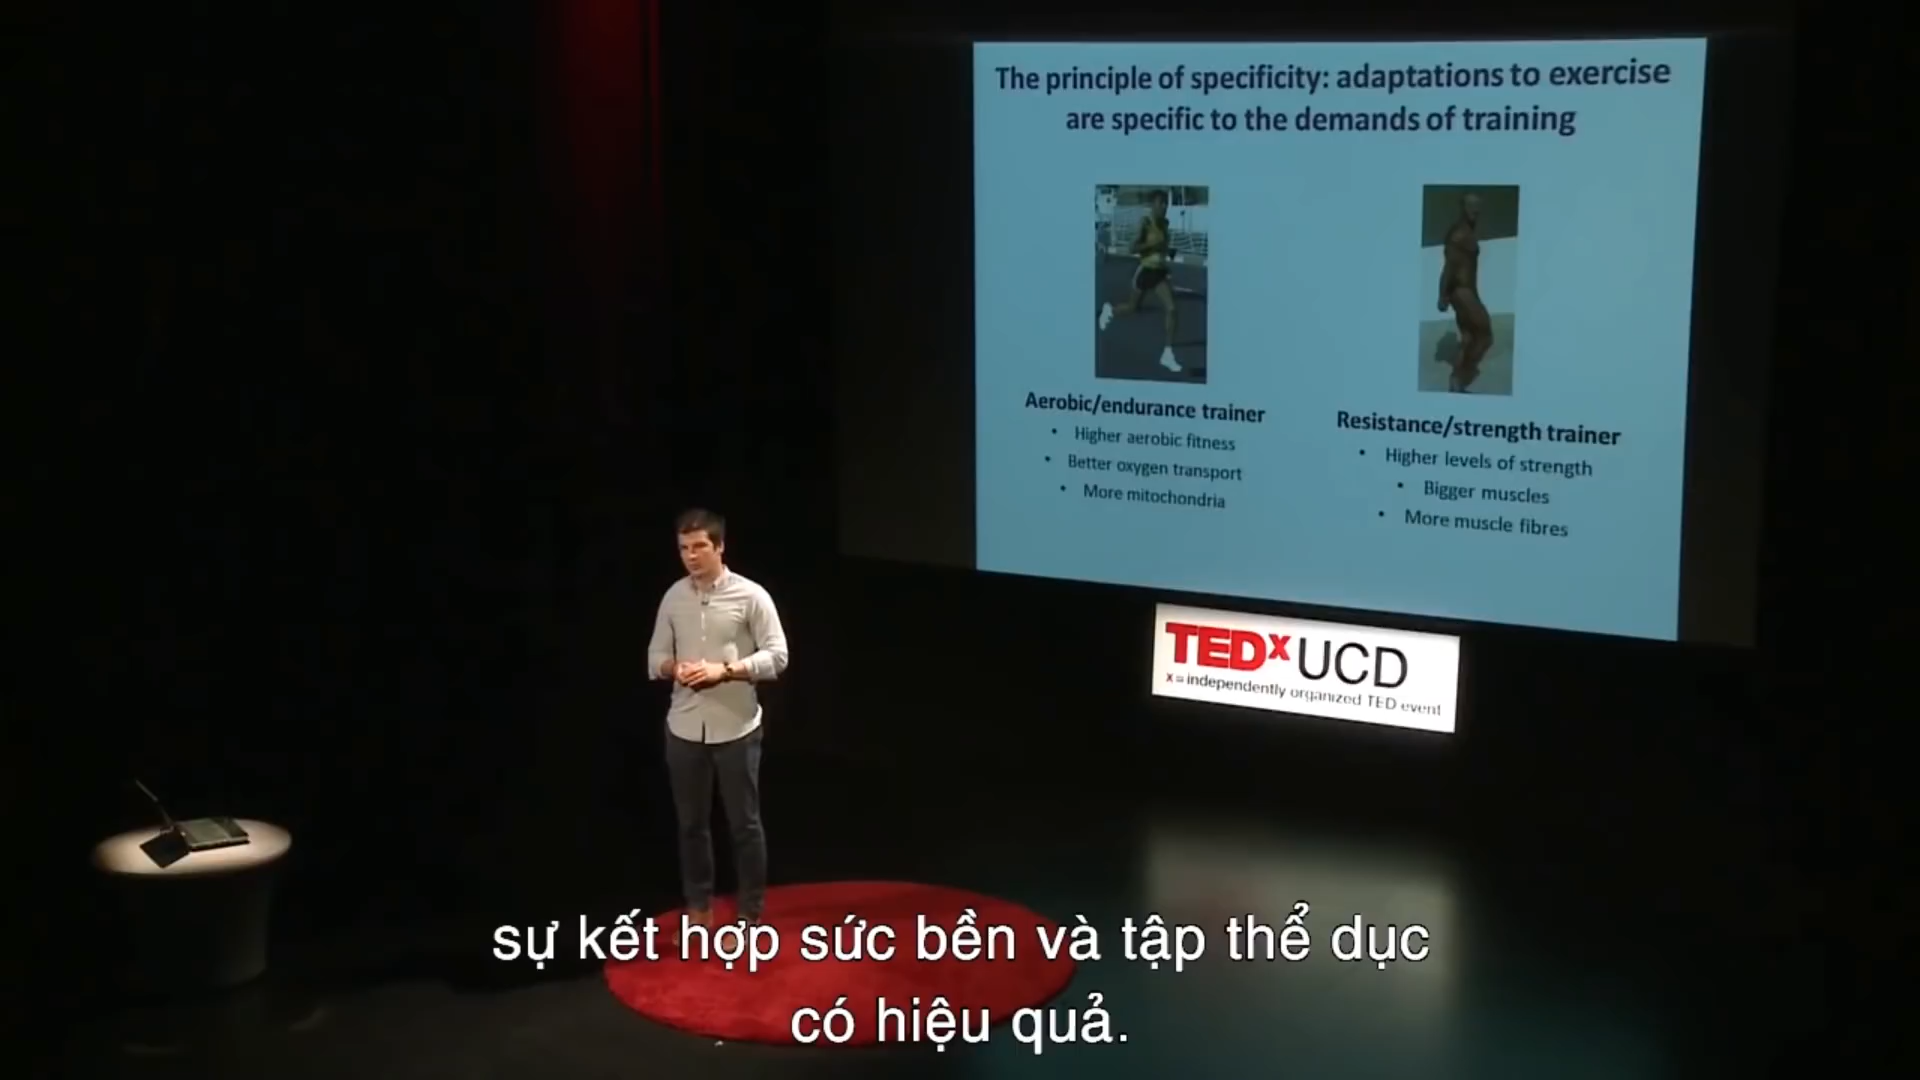 The principle of specificity: adaptations to exercise
are specific to the demands of training
Aerobic/endurance trainer
• Higher aerobic fitness
• Better oxygen transport
• More mitochondria
Resistance/strength trainer
• Higher levels of strength
• Bigger muscles
• More muscle fibres
TEDx UCD
x = independently organized TED event
sự kết hợp sức bền và tập thể dục
có hiệu quả.